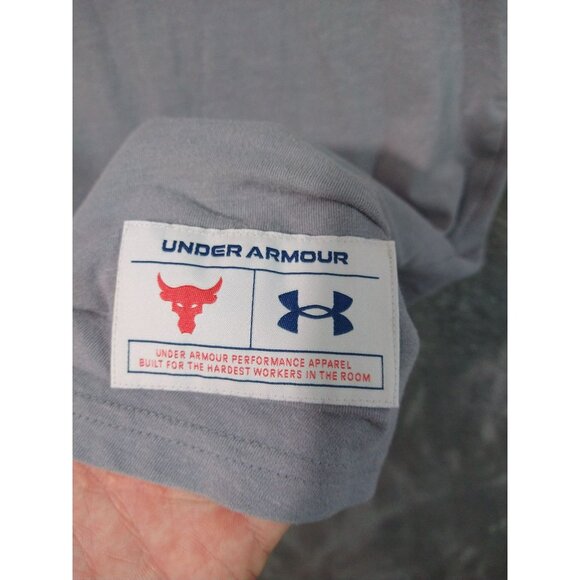 UNDER ARMOUR
UNDER ARMOUR PERFORMANCE APPAREL
BUILT FOR THE HARDEST WORKERS IN THE ROOM